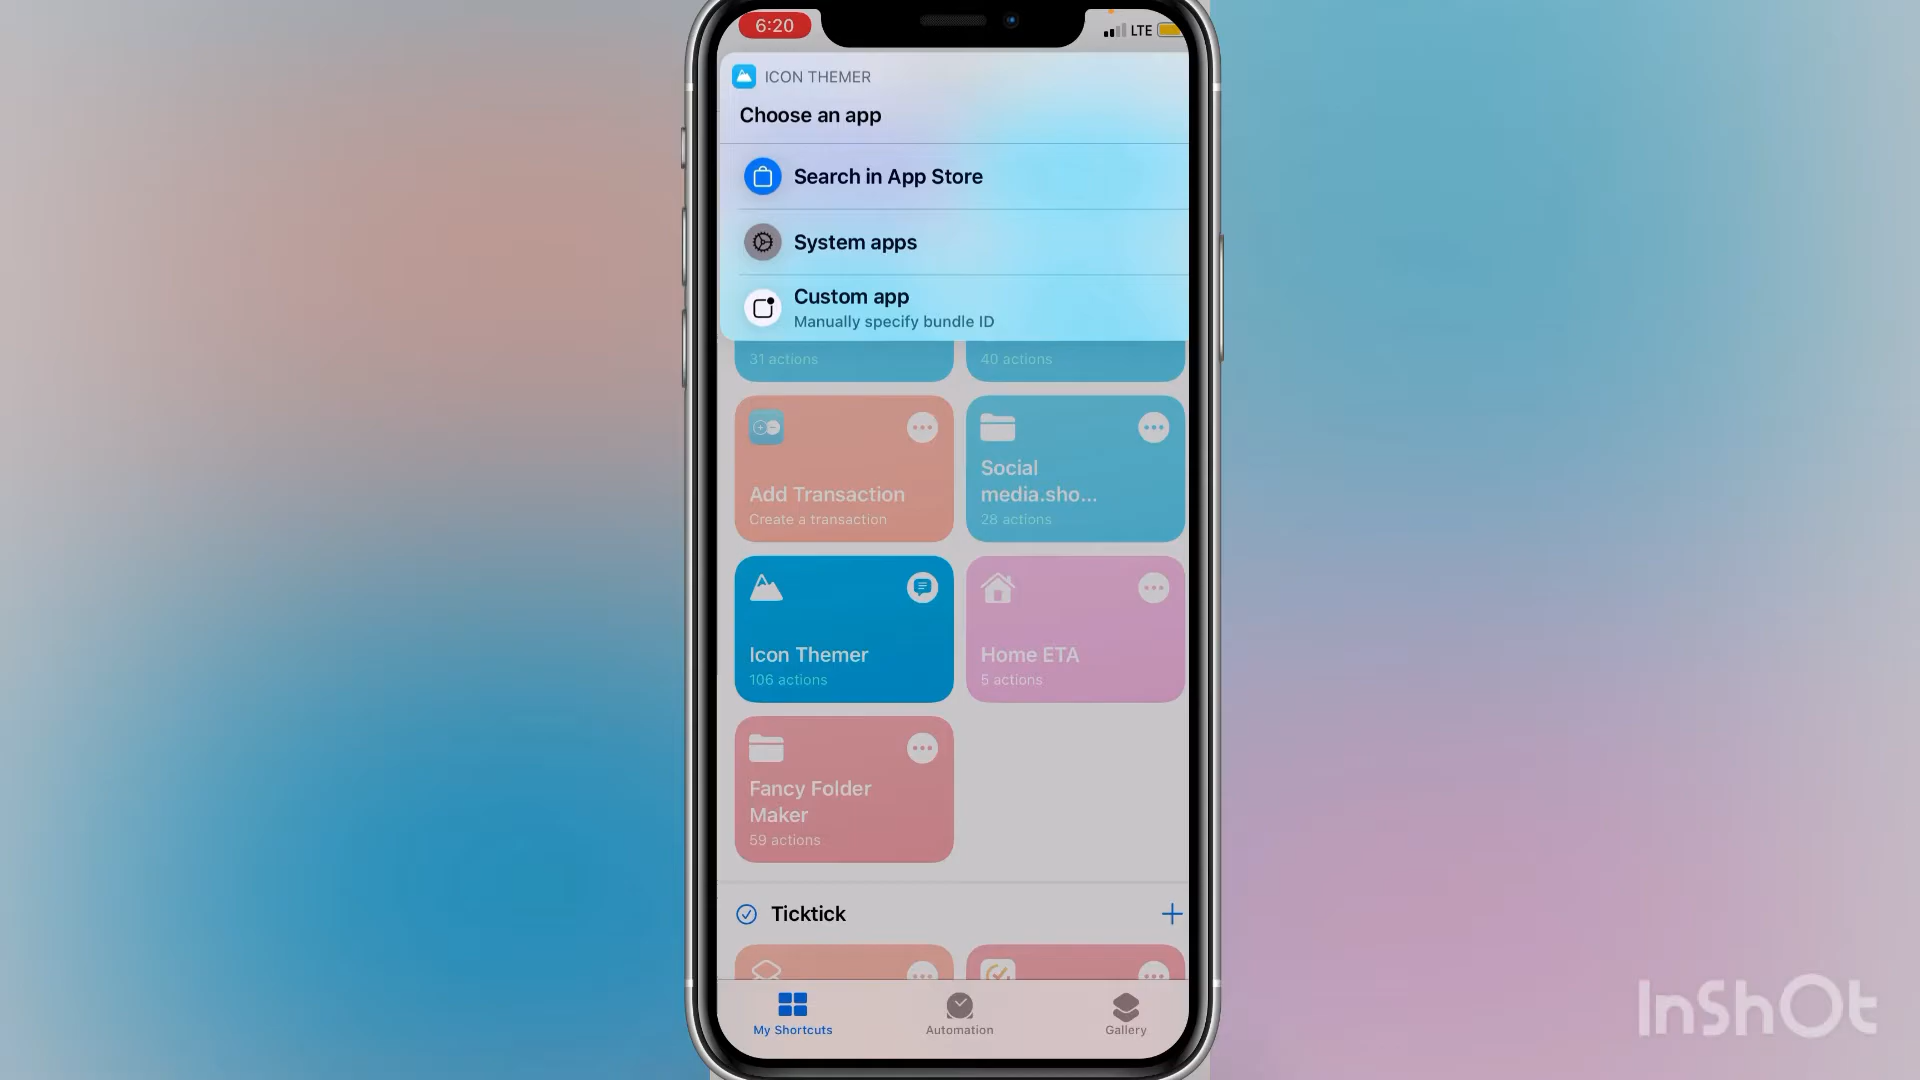 6:20
LTE
ICON THEMER
Choose an app
Search in App Store
System apps
Custom app
Manually specify bundle ID
31 actions
40 actions
Add Transaction
Create a transaction
Social
media.sho...
28 actions
Icon Themer
106 actions
Home ETA
5 actions
Fancy Folder
Maker
59 actions
Ticktick
My Shortcuts
Automation
Gallery
InShOt